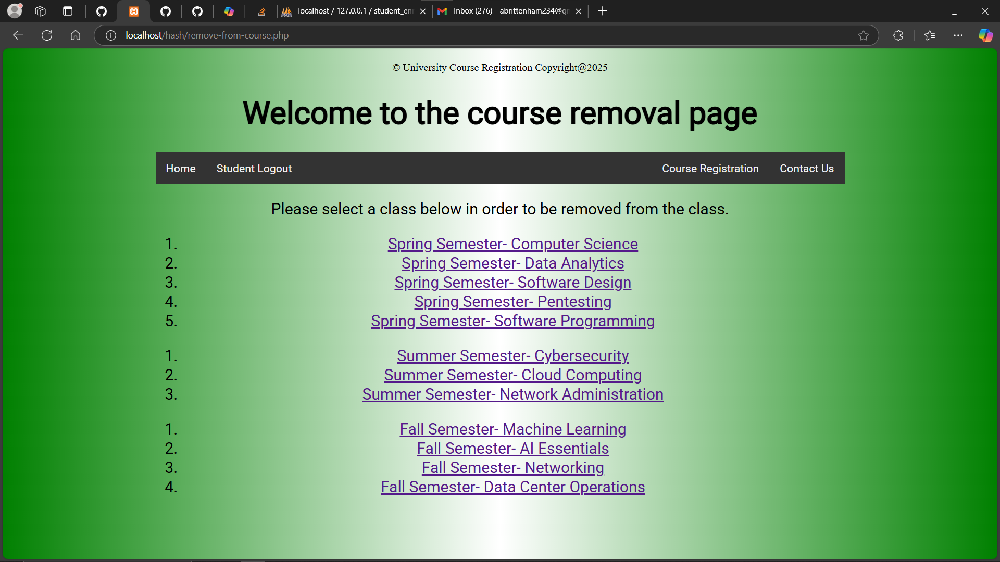 localhost / 127.0.0.1 / student_enr
Inbox (276) - abrittenham234@gr
localhost/hash/remove-from-course.php
© University Course Registration Copyright@2025
Welcome to the course removal page
Home Student Logout Course Registration Contact Us
Please select a class below in order to be removed from the class.
1. Spring Semester- Computer Science
2. Spring Semester- Data Analytics
3. Spring Semester- Software Design
4. Spring Semester- Pentesting
5. Spring Semester- Software Programming
1. Summer Semester- Cybersecurity
2. Summer Semester- Cloud Computing
3. Summer Semester- Network Administration
1. Fall Semester- Machine Learning
2. Fall Semester- AI Essentials
3. Fall Semester- Networking
4. Fall Semester- Data Center Operations